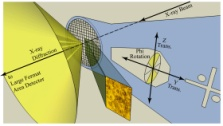 X-ray Beam
X-ray
Diffraction
to
Large Format
Area Detector
Phi
Rotation
Z
Trans.
X
Trans.